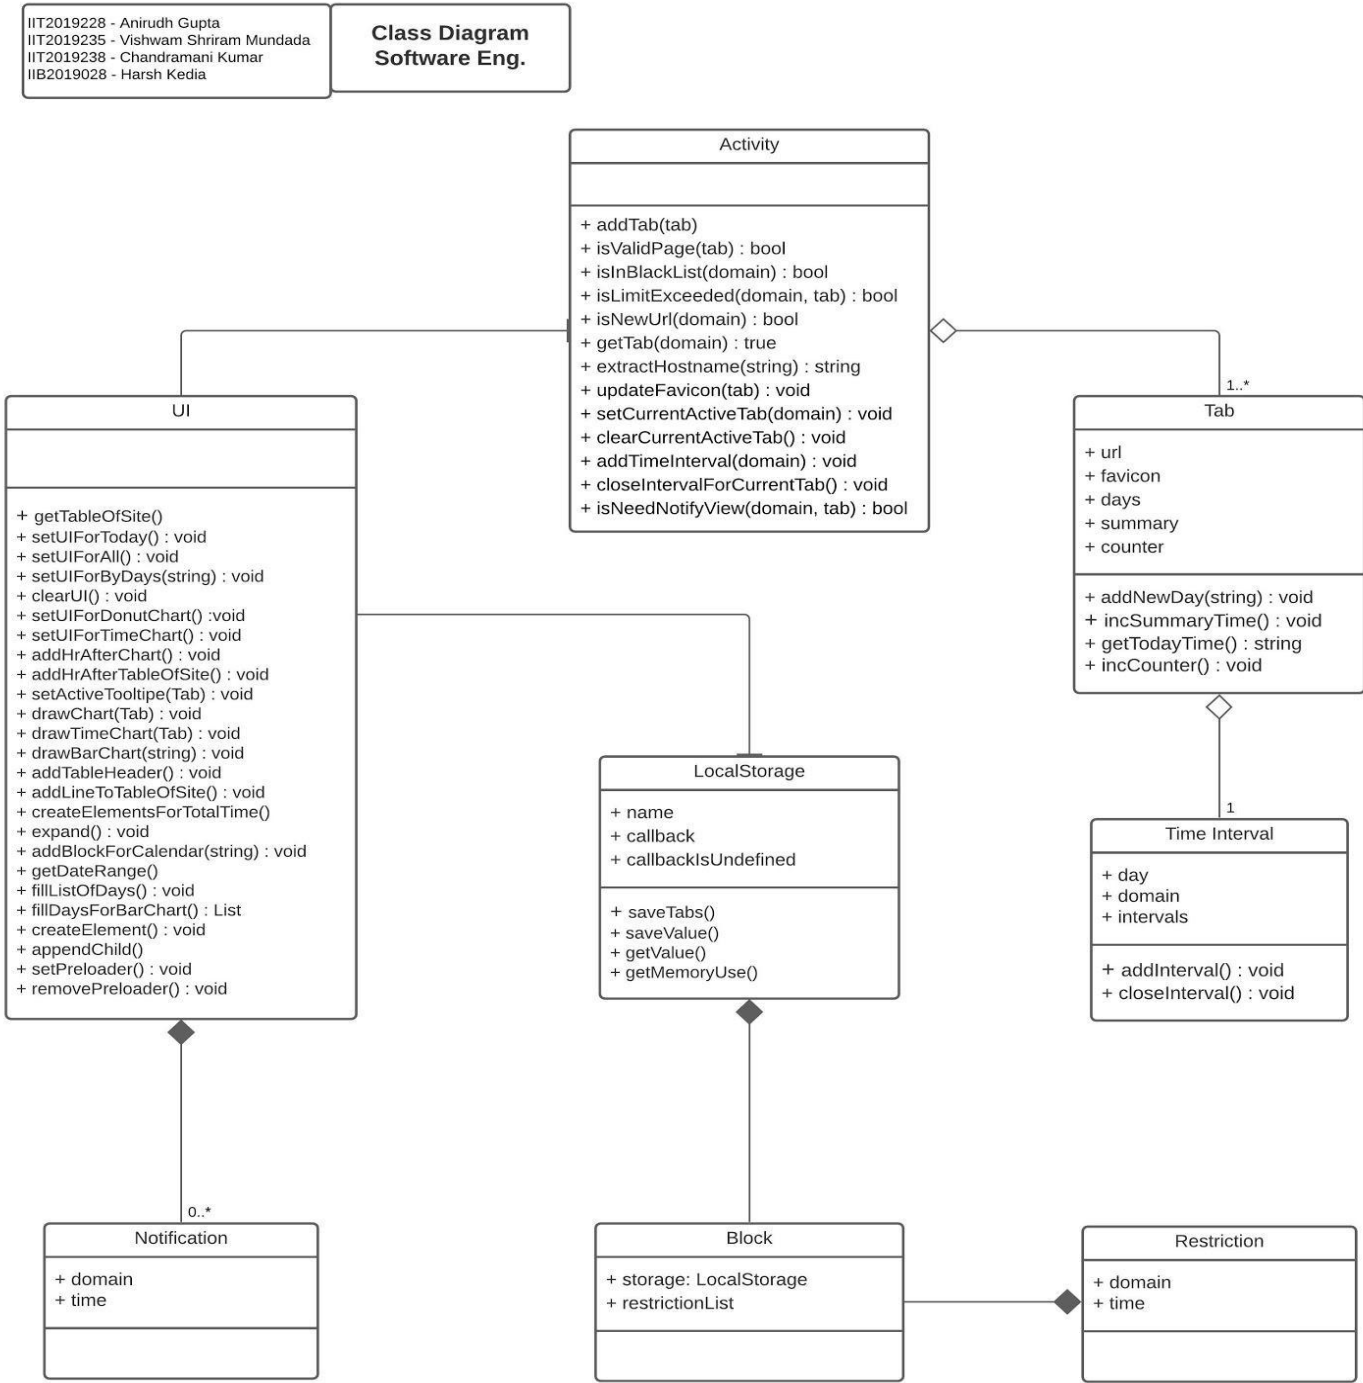 IIT2019228 - Anirudh Gupta
IIT2019235 - Vishwam Shriram Mundada
IIT2019238 - Chandramani Kumar
IIB2019028 - Harsh Kedia
Class Diagram
Software Eng.
Activity
+ addTab(tab)
+ isValidPage(tab) : bool
+ isInBlackList(domain) : bool
+ isLimitExceeded(domain, tab) : bool
+ isNewUrl(domain) : bool
+ getTab(domain) : true
+ extractHostname(string) : string
+ updateFavicon(tab) : void
+ setCurrentActiveTab(domain) : void
+ clearCurrentActiveTab() : void
+ addTimeInterval(domain) : void
+ closeIntervalForCurrentTab() : void
+ isNeedNotifyView(domain, tab) : bool
UI
+ getTableOfSite()
+ setUIForToday() : void
+ setUIForAll() : void
+ setUIForByDays(string) : void
+ clearUI() : void
+ setUIForDonutChart() :void
+ setUIForTimeChart() : void
+ addHrAfterChart() : void
+ addHrAfterTableOfSite() : void
+ setActiveTooltipe(Tab) : void
+ drawChart(Tab) : void
+ drawTimeChart(Tab) : void
+ drawBarChart(string) : void
+ addTableHeader() : void
+ addLineToTableOfSite() : void
+ createElementsForTotalTime()
+ expand() : void
+ addBlockForCalendar(string) : void
+ getDateRange()
+ fillListOfDays() : void
+ fillDaysForBarChart() : List
+ createElement() : void
+ appendChild()
+ setPreloader() : void
+ removePreloader() : void
1..*
Tab
+ url
+ favicon
+ days
+ summary
+ counter
+ addNewDay(string) : void
+ incSummaryTime() : void
+ getTodayTime() : string
+ incCounter() : void
LocalStorage
+ name
+ callback
+ callbackIsUndefined
+ saveTabs()
+ saveValue()
+ getValue()
+ getMemoryUse()
1
Time Interval
+ day
+ domain
+ intervals
+ addInterval() : void
+ closeInterval() : void
0..*
Notification
+ domain
+ time
Block
+ storage: LocalStorage
+ restrictionList
Restriction
+ domain
+ time